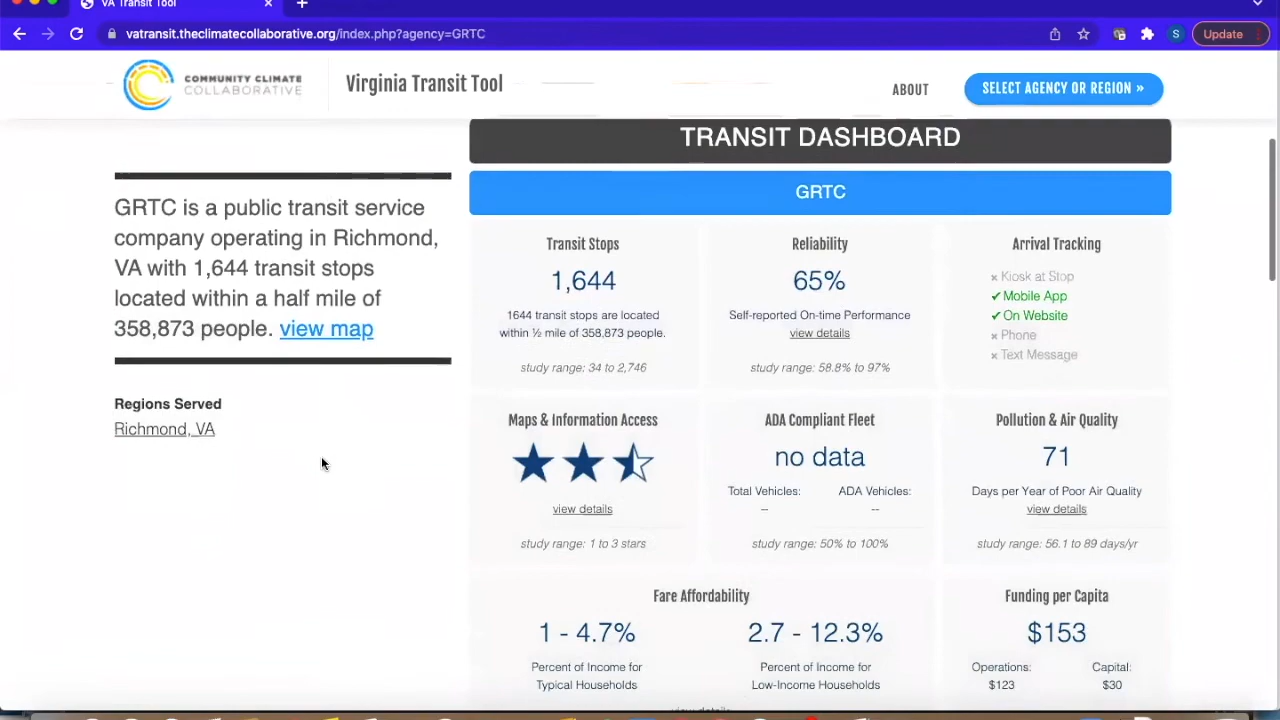 VA Transit Tool
vatransit.theclimatecollaborative.org/index.php?agency=GRTC
S
Update
COMMUNITY CLIMATE
COLLABORATIVE
Virginia Transit Tool
ABOUT
SELECT AGENCY OR REGION »
TRANSIT DASHBOARD
GRTC
GRTC is a public transit service
company operating in Richmond,
VA with 1,644 transit stops
located within a half mile of
358,873 people. view map
Regions Served
Richmond, VA
Transit Stops
1,644
1644 transit stops are located
within ½ mile of 358,873 people.
study range: 34 to 2,746
Reliability
65%
Self-reported On-time Performance
view details
study range: 58.8% to 97%
Arrival Tracking
× Kiosk at Stop
✓ Mobile App
✓ On Website
× Phone
× Text Message
Maps & Information Access
view details
study range: 1 to 3 stars
ADA Compliant Fleet
no data
Total Vehicles: ADA Vehicles:
-- --
study range: 50% to 100%
Pollution & Air Quality
71
Days per Year of Poor Air Quality
view details
study range: 56.1 to 89 days/yr
Fare Affordability
1 - 4.7% 2.7 - 12.3%
Percent of Income for Percent of Income for
Typical Households Low-Income Households
Funding per Capita
$153
Operations: Capital:
$123 $30